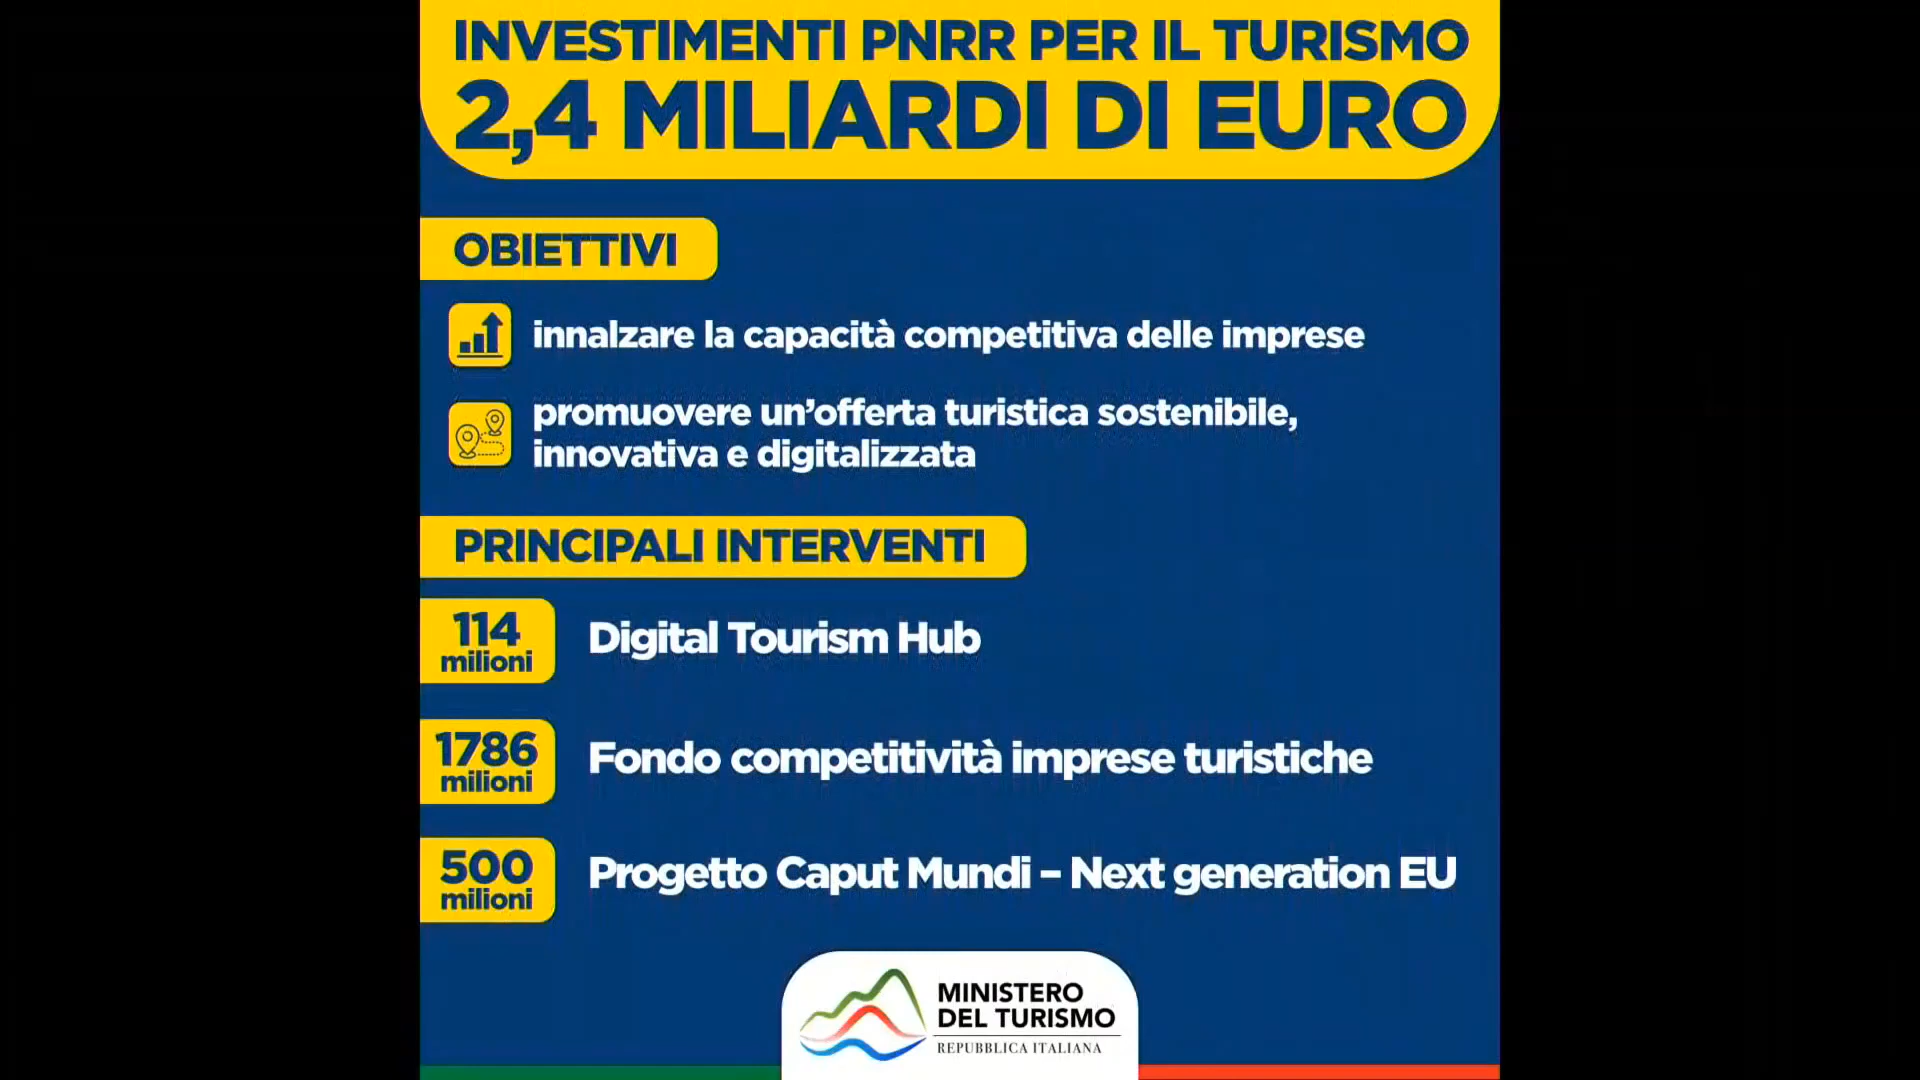 INVESTIMENTI PNRR PER IL TURISMO
2,4 MILIARDI DI EURO
OBIETTIVI
innalzare la capacità competitiva delle imprese
promuovere un’offerta turistica sostenibile,
innovativa e digitalizzata
PRINCIPALI INTERVENTI
114
milioni
Digital Tourism Hub
1786
milioni
Fondo competitività imprese turistiche
500
milioni
Progetto Caput Mundi – Next generation EU
MINISTERO
DEL TURISMO
REPUBBLICA ITALIANA